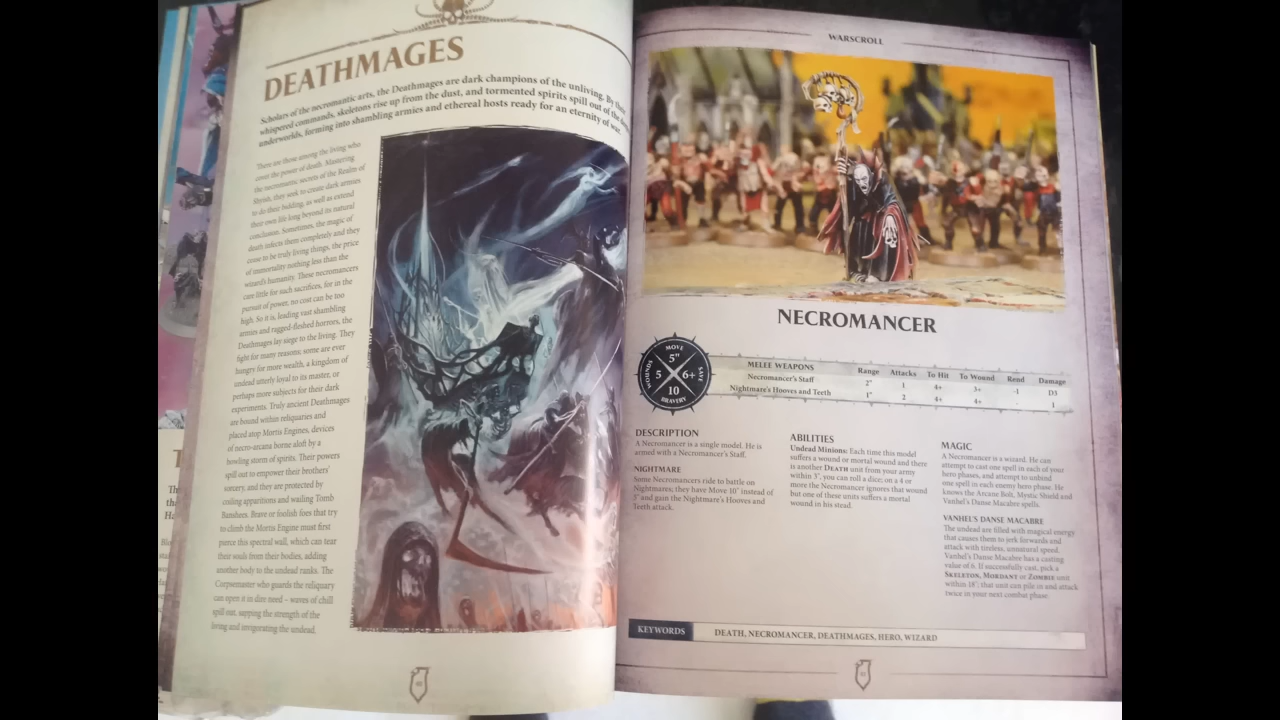 DEATHMAGES
Scholars of the necromantic arts, the Deathmages are dark champions of the unliving. By their
whispered commands, skeletons rise up from the dust, and tormented spirits spill out of the
underworlds, forming into shambling armies and ethereal hosts ready for an eternity of war.
There are those among the living who
covet the power of death. Mastering
the necromantic secrets of the Realm of
Shyish, they seek to create dark armies
to do their bidding, as well as extend
their own life long beyond its natural
conclusion. Sometimes, the magic of
death infects them completely and they
cease to be truly living things, the price
of immortality nothing less than the
wizard's humanity. These necromancers
care little for such sacrifices, for in the
pursuit of power, no cost can be too
high. So it is, leading vast shambling
armies and ragged-fleshed horrors, the
Deathmages lay siege to the living. They
fight for many reasons; some are ever
hungry for more wealth, a kingdom of
undead utterly loyal to its master, or
perhaps more subjects for their dark
experiments. Truly ancient Deathmages
are bound within reliquaries and
placed atop Mortis Engines, devices
of necro-arcana borne aloft by a
howling storm of spirits. Their powers
spill out to empower their brothers'
sorcery, and they are protected by
coiling apparitions and wailing Tomb
Banshees. Brave or foolish foes that try
to climb the Mortis Engine must first
pierce this spectral wall, which can tear
their souls from their bodies, adding
another body to the undead ranks. The
Corpsemaster who guards the reliquary
can open it in dire need – waves of chill
spill out, sapping the strength of the
living and invigorating the undead.
WARSCROLL
NECROMANCER
MOVE
5"
WOUNDS 5 6+ SAVE
10
BRAVERY
MELEE WEAPONS Range Attacks To Hit To Wound Rend Damage
Necromancer's Staff 2" 1 4+ 3+ -1 D3
Nightmare's Hooves and Teeth 1" 2 4+ 4+ - 1
DESCRIPTION
A Necromancer is a single model. He is
armed with a Necromancer's Staff.
NIGHTMARE
Some Necromancers ride to battle on
Nightmares; they have Move 10" instead of
5" and gain the Nightmare's Hooves and
Teeth attack.
ABILITIES
Undead Minions: Each time this model
suffers a wound or mortal wound and there
is another DEATH unit from your army
within 3", you can roll a dice; on a 4 or
more the Necromancer ignores that wound
but one of these units suffers a mortal
wound in his stead.
MAGIC
A Necromancer is a wizard. He can
attempt to cast one spell in each of your
hero phases, and attempt to unbind
one spell in each enemy hero phase. He
knows the Arcane Bolt, Mystic Shield and
Vanhel's Danse Macabre spells.
VANHEL'S DANSE MACABRE
The undead are filled with magical energy
that causes them to jerk forwards and
attack with tireless, unnatural speed.
Vanhel's Danse Macabre has a casting
value of 6. If successfully cast, pick a
SKELETON, MORDANT or ZOMBIE unit
within 18"; that unit can pile in and attack
twice in your next combat phase.
KEYWORDS DEATH, NECROMANCER, DEATHMAGES, HERO, WIZARD